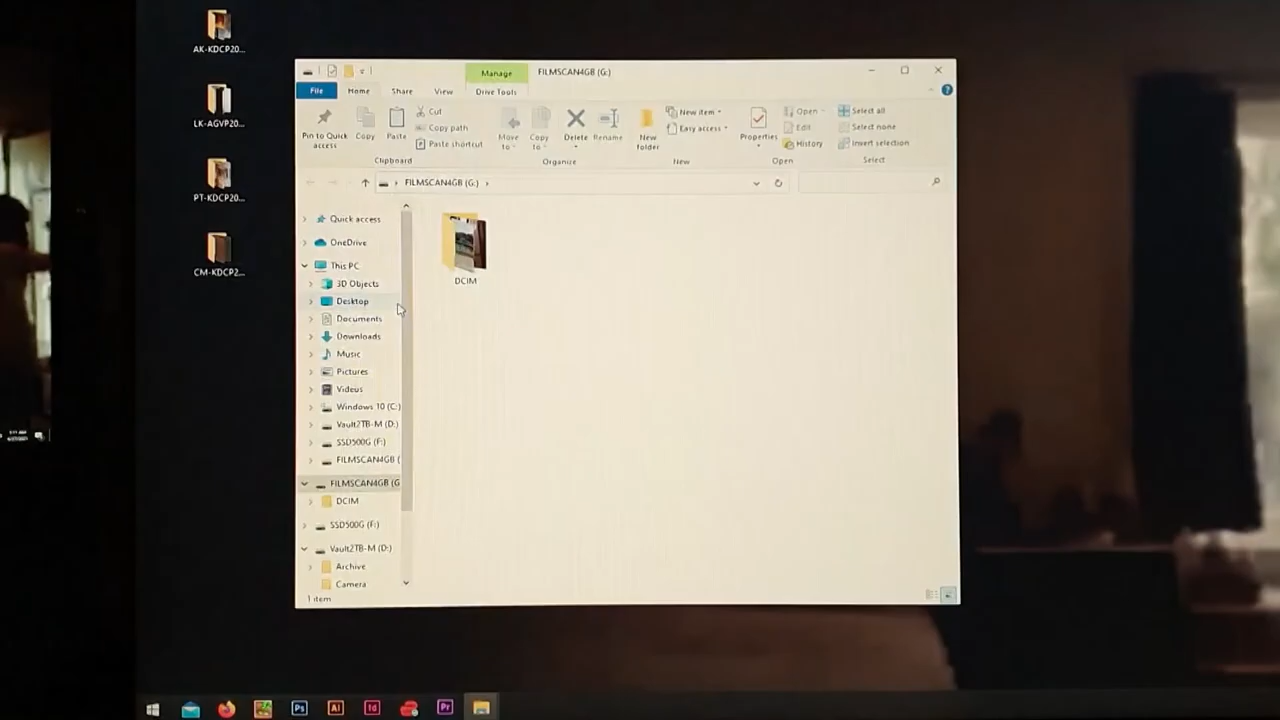 AK-KDCP20...
LK-AGVP20...
PT-KDCP20...
CM-KDCP2...
Manage
FILMSCAN4GB (G:)
File
Home
Share
View
Drive Tools
Pin to Quick access
Copy
Paste
Cut
Copy path
Paste shortcut
Clipboard
Move to
Copy to
Delete
Rename
Organize
New folder
New item
Easy access
New
Properties
Open
Edit
History
Open
Select all
Select none
Invert selection
Select
FILMSCAN4GB (G:)
Quick access
OneDrive
This PC
3D Objects
Desktop
Documents
Downloads
Music
Pictures
Videos
Windows 10 (C:)
Vault2TB-M (D:)
SSD500G (F:)
FILMSCAN4GB (
FILMSCAN4GB (G
DCIM
SSD500G (F:)
Vault2TB-M (D:)
Archive
Camera
1 item
DCIM
Ps
Ai
Id
Pr